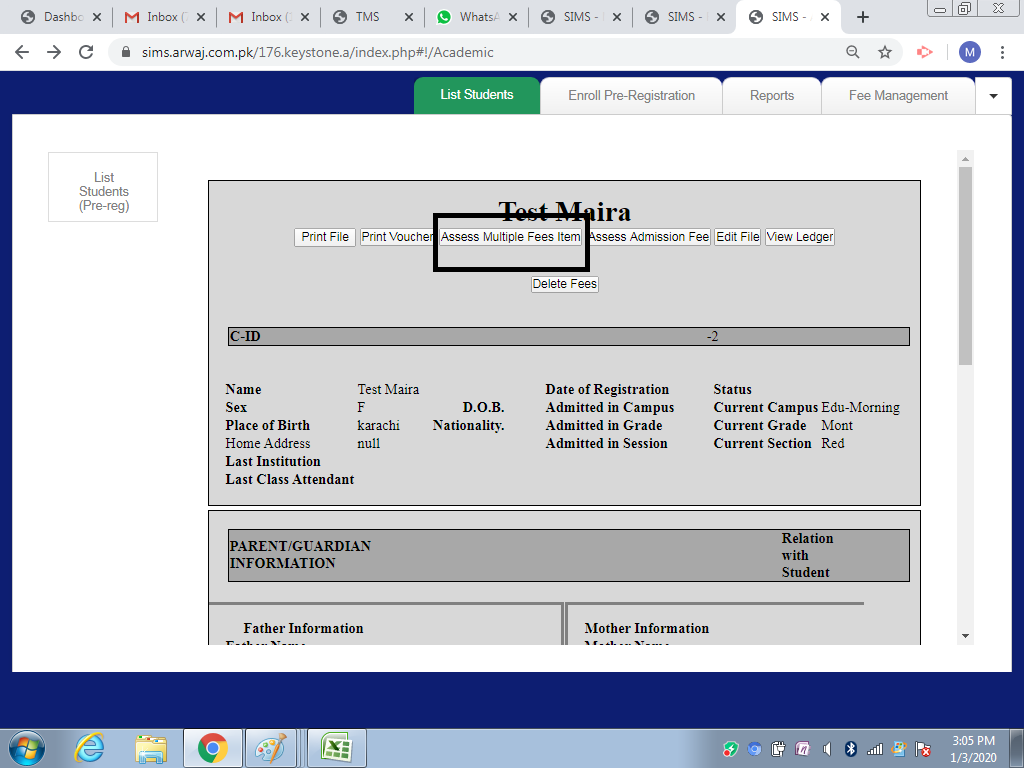 Dashbo
Inbox (
Inbox (
TMS
WhatsA
SIMS -
SIMS -
SIMS -
sims.arwaj.com.pk/176.keystone.a/index.php#!/Academic
M
List Students
Enroll Pre-Registration
Reports
Fee Management
List
Students
(Pre-reg)
Test Maira
Print File
Print Voucher
Assess Multiple Fees Item
Assess Admission Fee
Edit File
View Ledger
Delete Fees
C-ID -2
Name Test Maira Date of Registration Status
Sex F D.O.B. Admitted in Campus Current Campus Edu-Morning
Place of Birth karachi Nationality. Admitted in Grade Current Grade Mont
Home Address null Admitted in Session Current Section Red
Last Institution
Last Class Attendant
PARENT/GUARDIAN
INFORMATION
Relation
with
Student
Father Information Mother Information
Father Name Mother Name
3:05 PM
1/3/2020